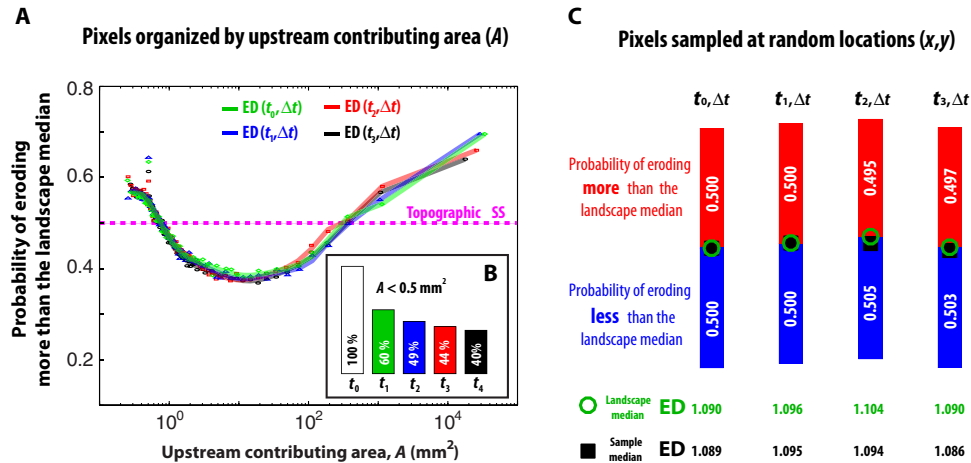 A
Pixels organized by upstream contributing area (A)
Probability of eroding
more than the landscape median
0.8
0.6
0.4
0.2
ED (t0,Δt)
ED (t2,Δt)
ED (t1,Δt)
ED (t3,Δt)
Topographic SS
B
A < 0.5 mm²
100 %
60 %
49%
44 %
40%
t0
t1
t2
t3
t4
10⁰
10²
10⁴
Upstream contributing area, A (mm²)
C
Pixels sampled at random locations (x,y)
t0,Δt
t1,Δt
t2,Δt
t3,Δt
Probability of eroding
more than the
landscape median
0.500
0.500
0.495
0.497
Probability of eroding
less than the
landscape median
0.500
0.500
0.505
0.503
Landscape
median
ED
1.090
1.096
1.104
1.090
Sample
median
ED
1.089
1.095
1.094
1.086